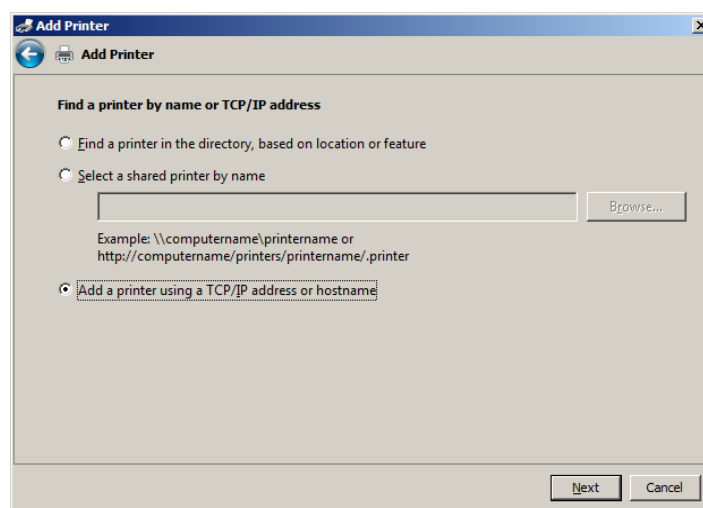 Add Printer
Add Printer
Find a printer by name or TCP/IP address
Find a printer in the directory, based on location or feature
Select a shared printer by name
Browse...
Example: \\computername\printername or
http://computername/printers/printername/.printer
Add a printer using a TCP/IP address or hostname
Next Cancel